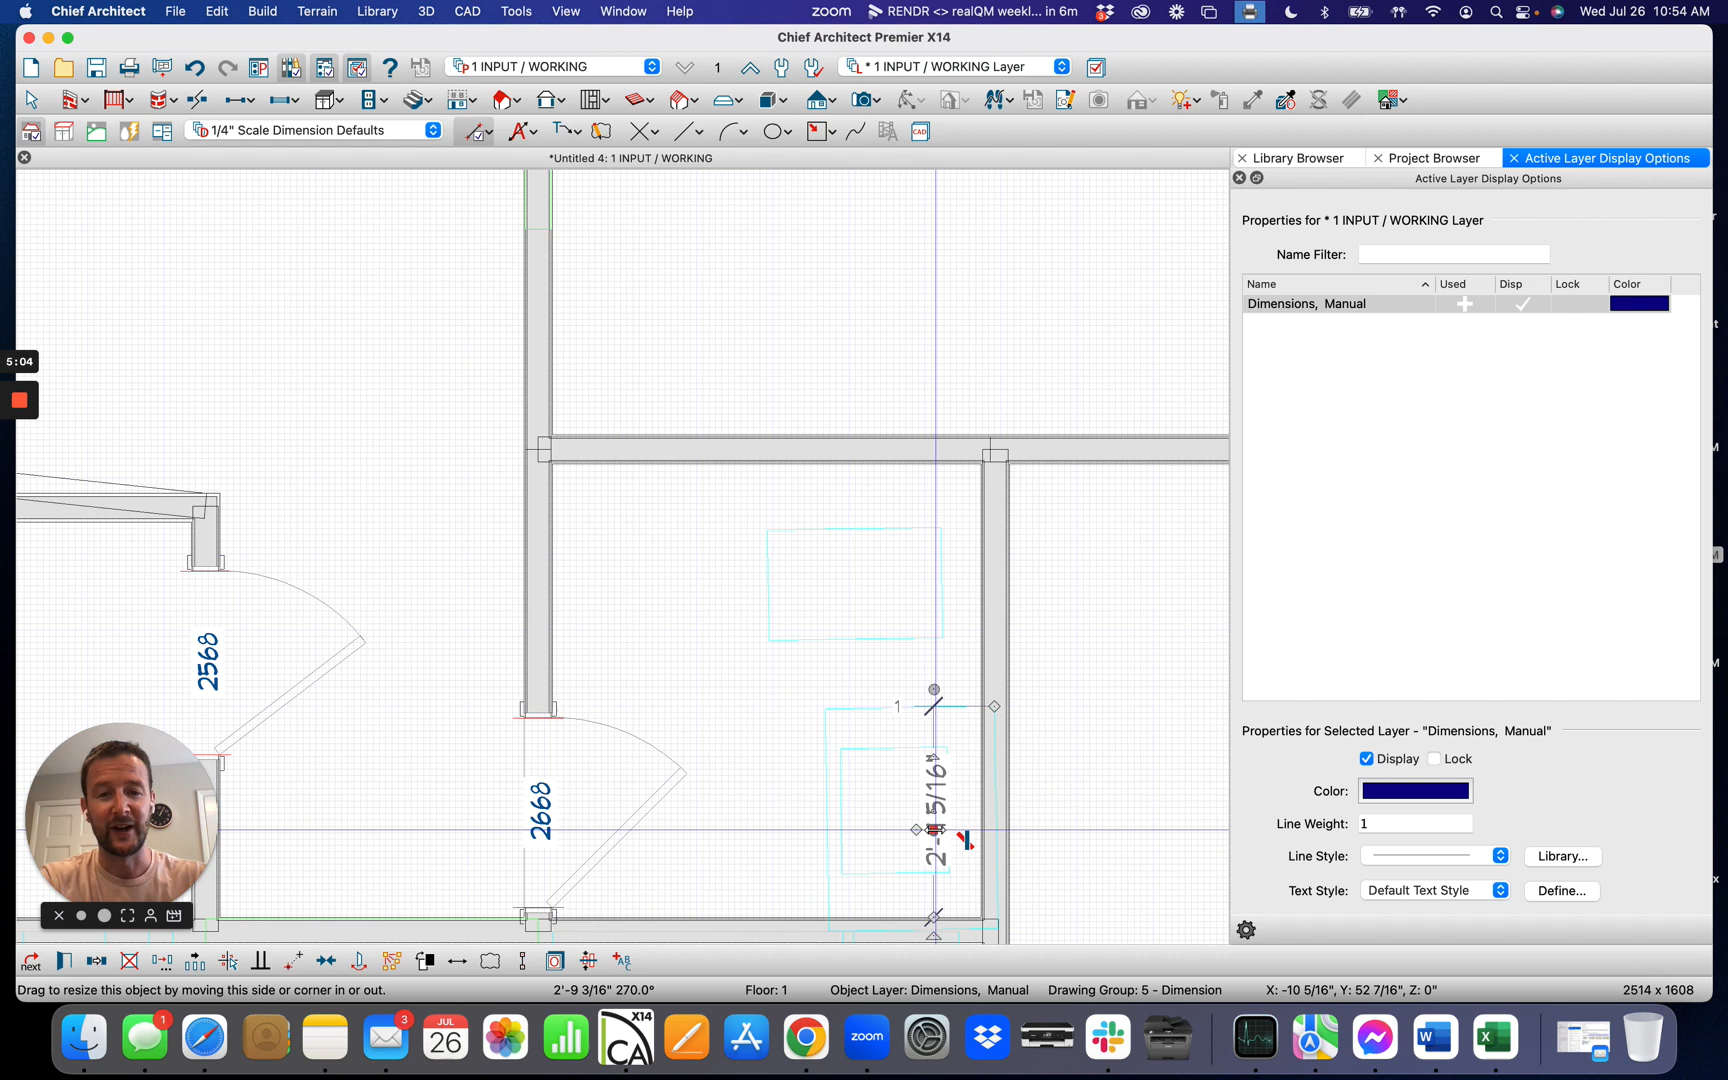 Chief Architect File Edit Build Terrain Library 3D CAD Tools View Window Help
zoom RENDR <> realQM weekl... in 6m 3 Wed Jul 26 10:54 AM
Chief Architect Premier X14
1 INPUT / WORKING 1 * 1 INPUT / WORKING Layer
1/4" Scale Dimension Defaults CAD
*Untitled 4: 1 INPUT / WORKING
Library Browser Project Browser Active Layer Display Options
Active Layer Display Options
Properties for * 1 INPUT / WORKING Layer
Name Filter:
Name Used Disp Lock Color
Dimensions, Manual
5:04
2568
2668
1
Properties for Selected Layer - "Dimensions, Manual"
Display Lock
Color:
Line Weight: 1
Line Style: Library...
Text Style: Default Text Style Define...
next
Drag to resize this object by moving this side or corner in or out. 2'-9 3/16" 270.0° Floor: 1 Object Layer: Dimensions, Manual Drawing Group: 5 - Dimension X: -10 5/16", Y: 52 7/16", Z: 0" 2514 x 1608
1 3 JUL 26 X14 CA zoom